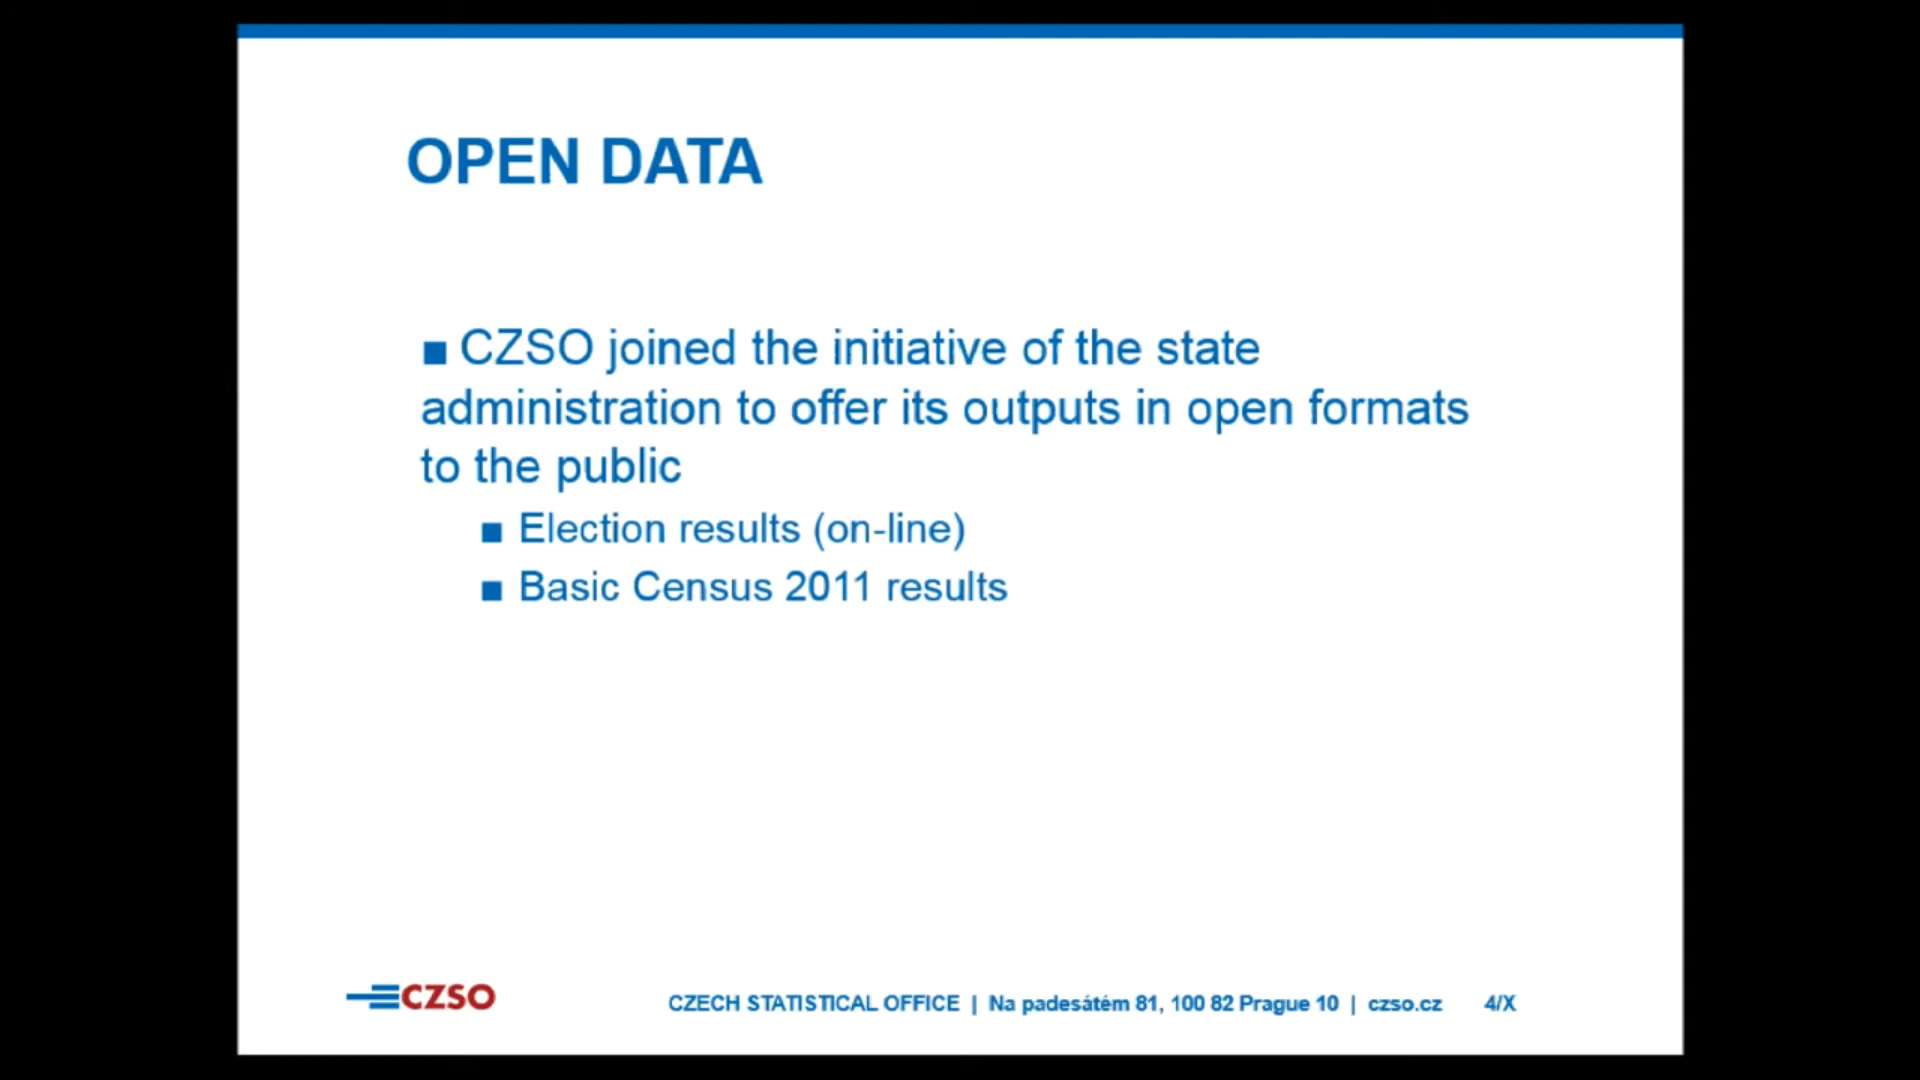 OPEN DATA
■ CZSO joined the initiative of the state
administration to offer its outputs in open formats
to the public
■ Election results (on-line)
■ Basic Census 2011 results
CZSO
CZECH STATISTICAL OFFICE | Na padesátém 81, 100 82 Prague 10 | czso.cz 4/X